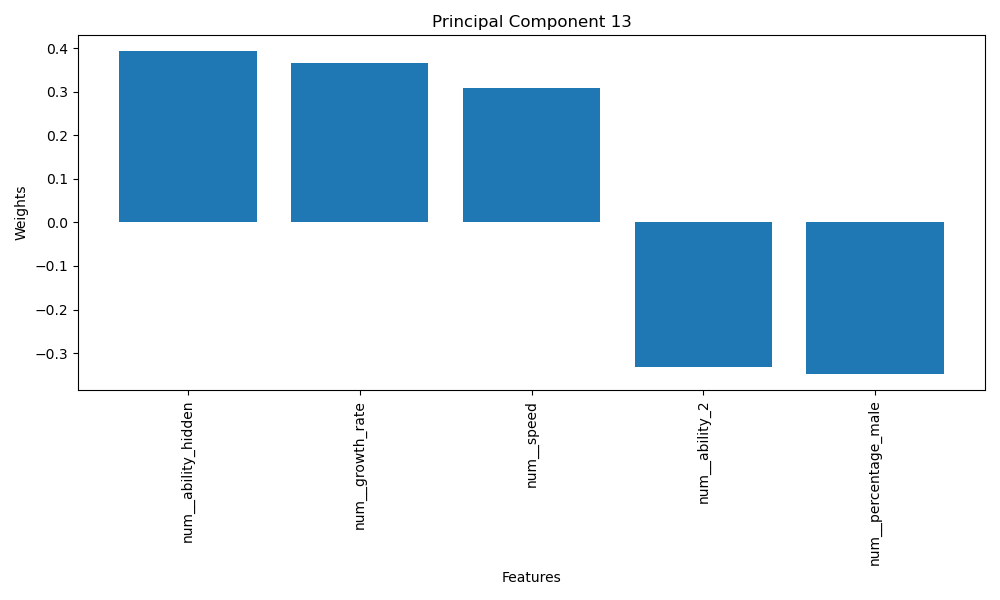 Principal Component 13
Weights
0.4
0.3
0.2
0.1
0.0
−0.1
−0.2
−0.3
num__ability_hidden
num__growth_rate
num__speed
num__ability_2
num__percentage_male
Features